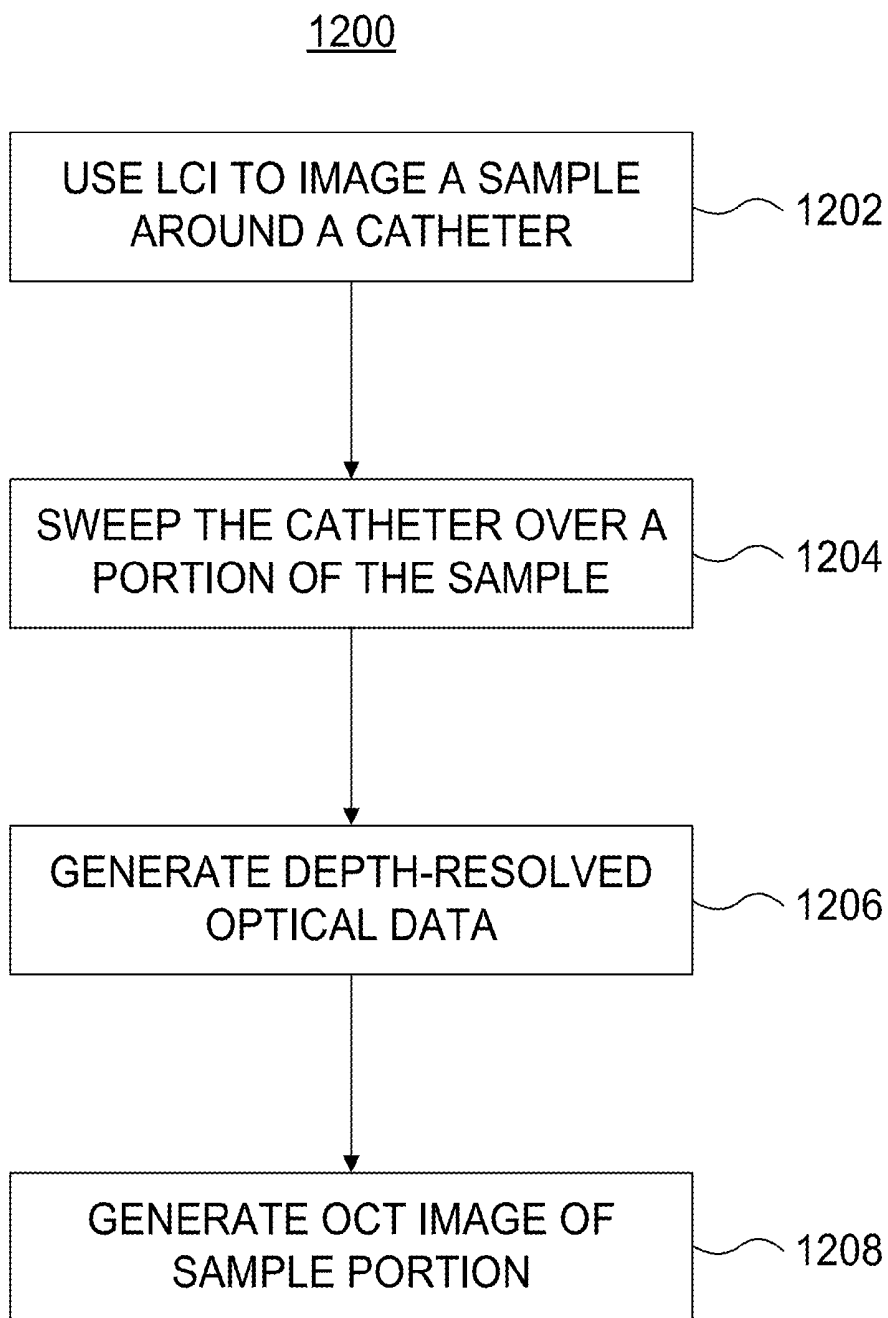 1200
USE LCI TO IMAGE A SAMPLE
AROUND A CATHETER
1202
SWEEP THE CATHETER OVER A
PORTION OF THE SAMPLE
1204
GENERATE DEPTH-RESOLVED
OPTICAL DATA
1206
GENERATE OCT IMAGE OF
SAMPLE PORTION
1208